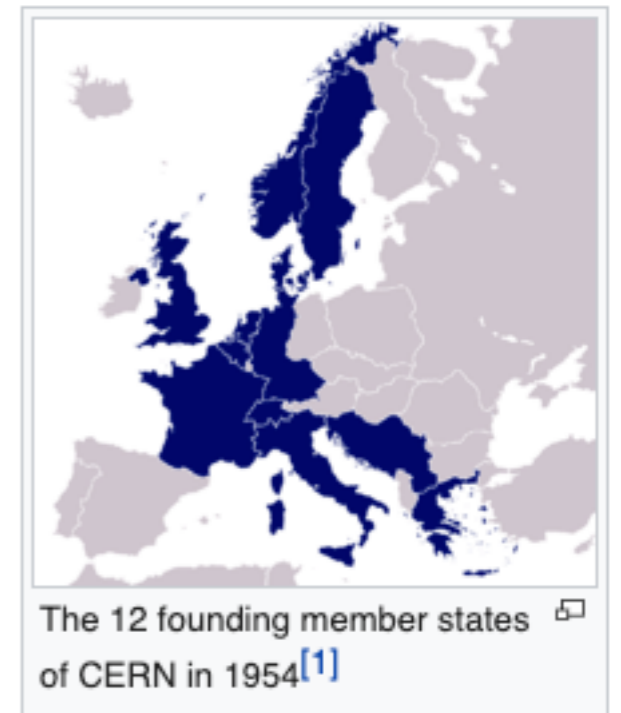 The 12 founding member states
of CERN in 1954[1]